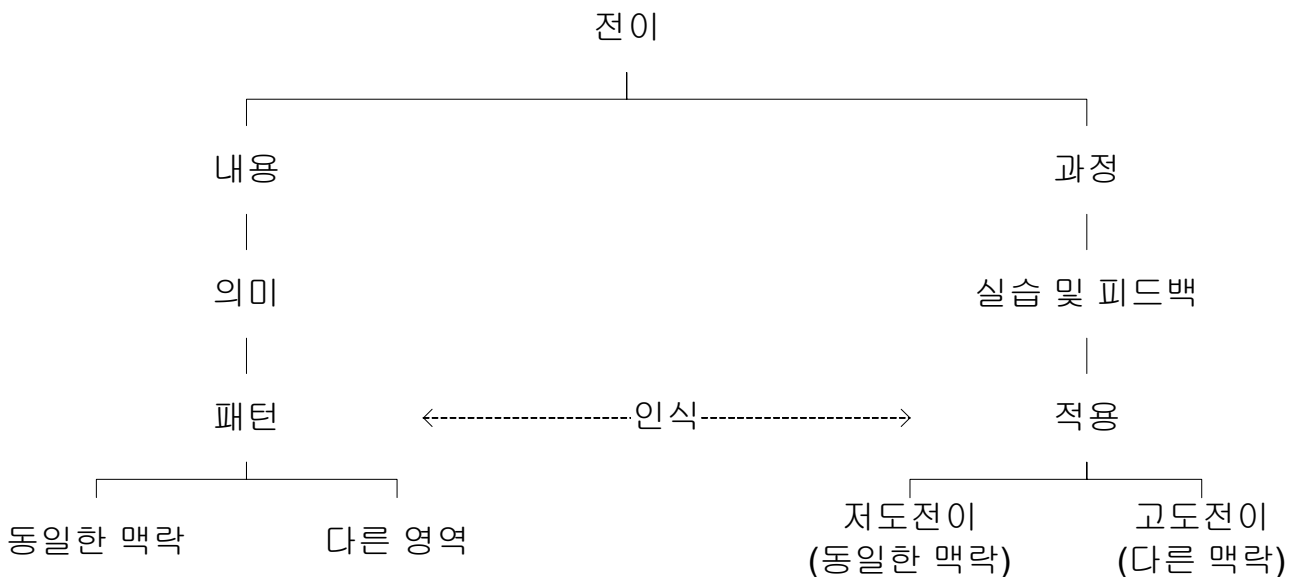 전이
내용
과정
의미
실습 및 피드백
패턴
인식
적용
동일한 맥락
다른 영역
저도전이
(동일한 맥락)
고도전이
(다른 맥락)